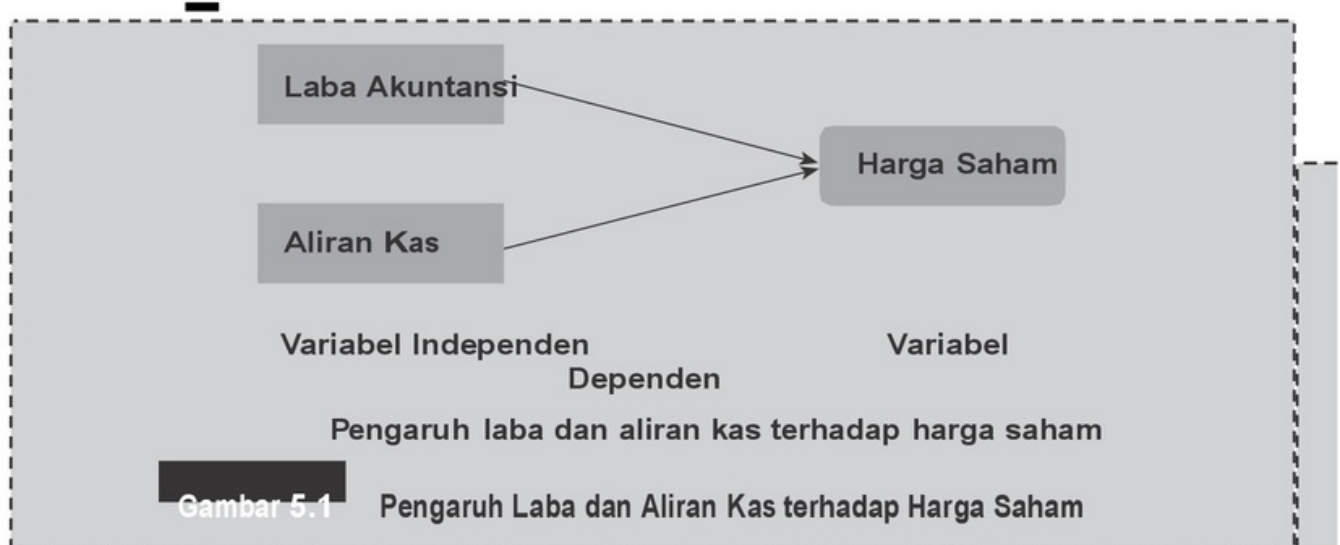 Laba Akuntansi
Harga Saham
Aliran Kas
Variabel Independen Variabel
Dependen
Pengaruh laba dan aliran kas terhadap harga saham
Gambar 5.1 Pengaruh Laba dan Aliran Kas terhadap Harga Saham